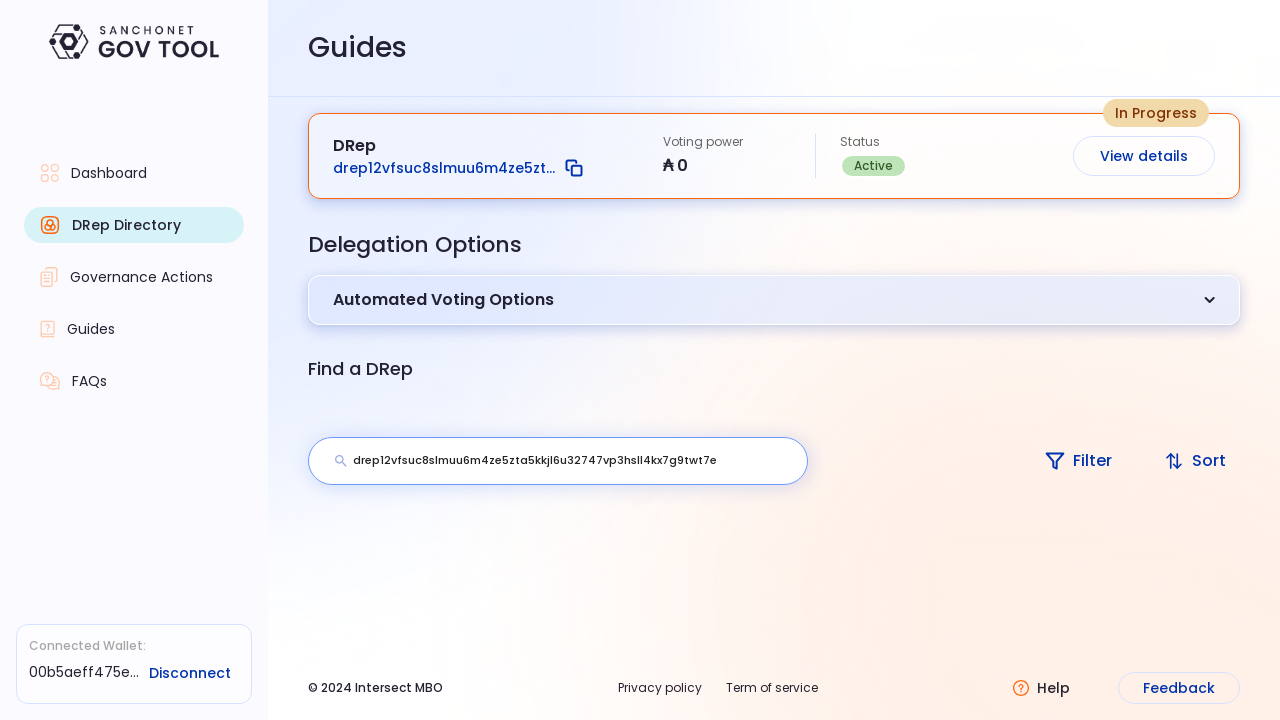 SANCHONET
GOV TOOL
Guides
Dashboard
DRep Directory
Governance Actions
Guides
FAQs
Connected Wallet:
00b5aeff475e...
Disconnect
In Progress
DRep
drep12vfsuc8slmuu6m4ze5zt...
Voting power
₳ 0
Status
Active
View details
Delegation Options
Automated Voting Options
Find a DRep
drep12vfsuc8slmuu6m4ze5zta5kkjl6u32747vp3hsll4kx7g9twt7e
Filter
Sort
© 2024 Intersect MBO
Privacy policy
Term of service
Help
Feedback